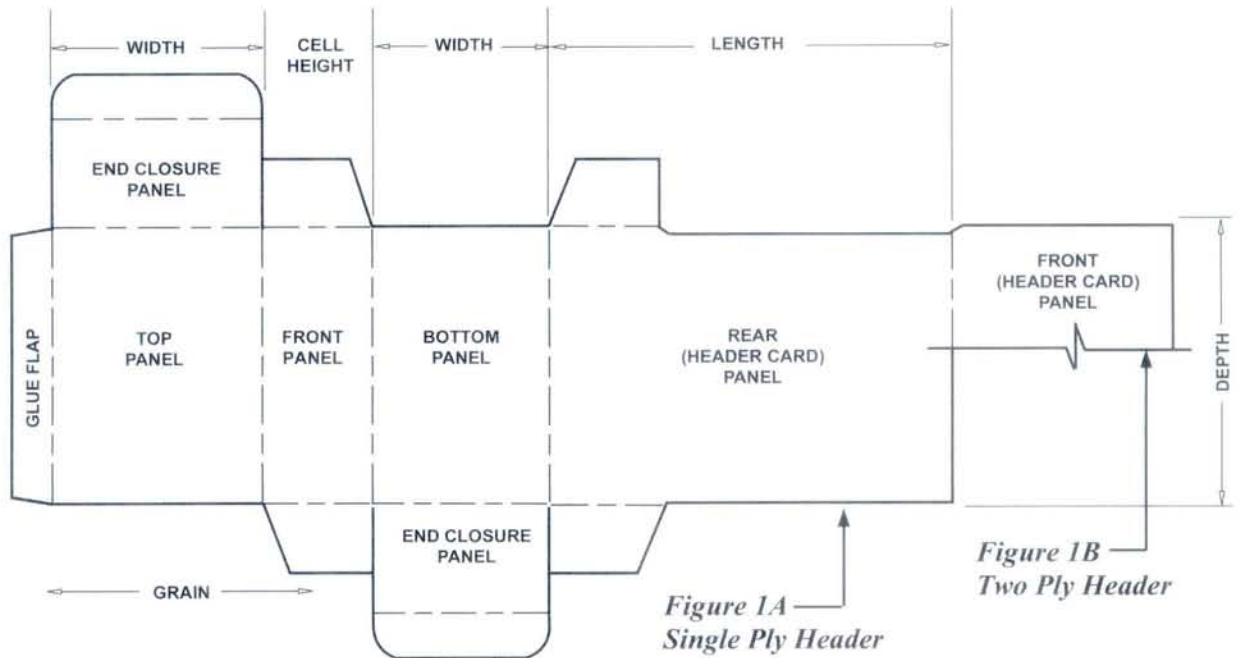 WIDTH
CELL
HEIGHT
WIDTH
LENGTH
END CLOSURE
PANEL
FRONT
(HEADER CARD)
PANEL
GLUE FLAP
TOP
PANEL
FRONT
PANEL
BOTTOM
PANEL
REAR
(HEADER CARD)
PANEL
DEPTH
END CLOSURE
PANEL
GRAIN
Figure 1A
Single Ply Header
Figure 1B
Two Ply Header